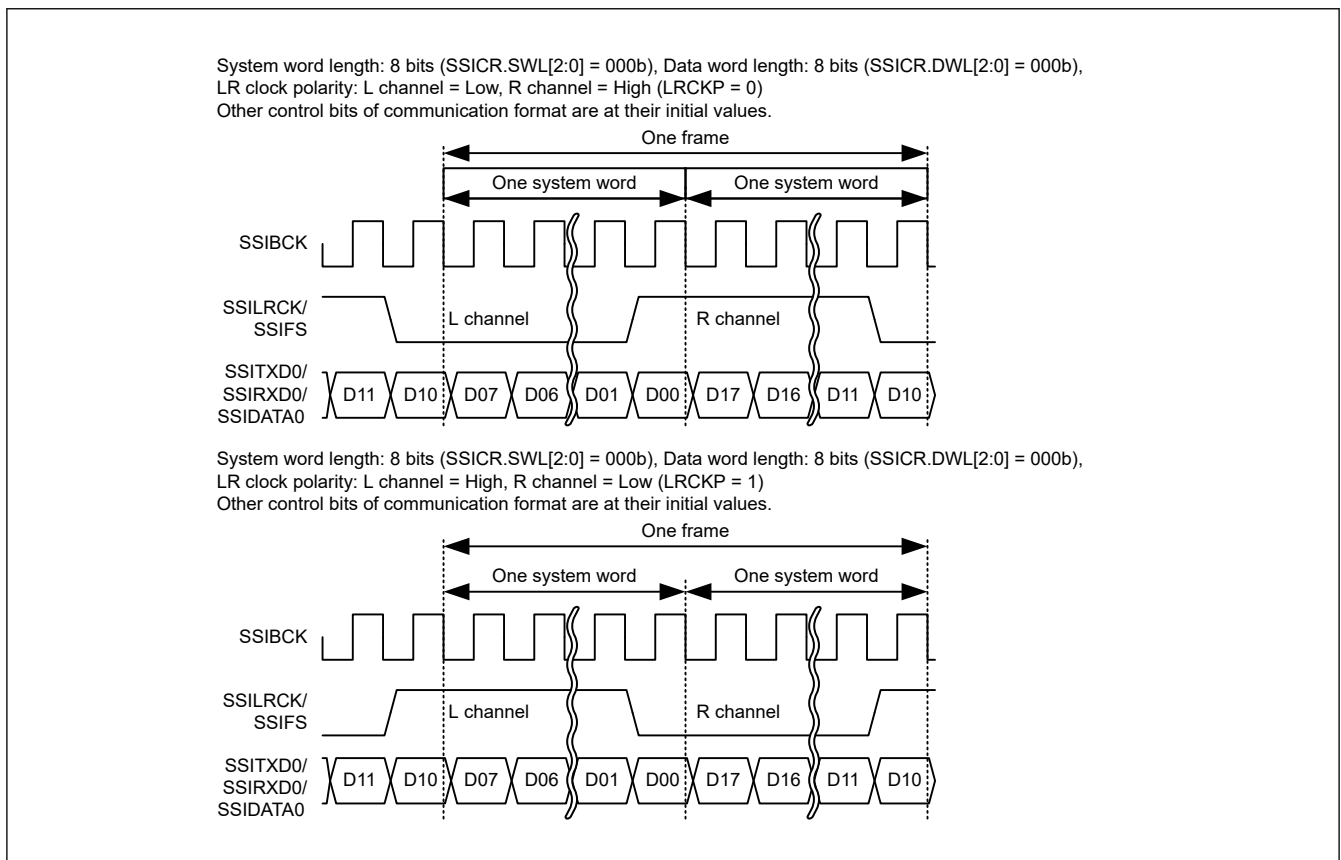 System word length: 8 bits (SSICR.SWL[2:0] = 000b), Data word length: 8 bits (SSICR.DWL[2:0] = 000b),
LR clock polarity: L channel = Low, R channel = High (LRCKP = 0)
Other control bits of communication format are at their initial values.
One frame
One system word One system word
SSIBCK
SSILRCK/
SSIFS
L channel R channel
SSITXD0/
SSIRXD0/
SSIDATA0
D11 D10 D07 D06 D01 D00 D17 D16 D11 D10
System word length: 8 bits (SSICR.SWL[2:0] = 000b), Data word length: 8 bits (SSICR.DWL[2:0] = 000b),
LR clock polarity: L channel = High, R channel = Low (LRCKP = 1)
Other control bits of communication format are at their initial values.
One frame
One system word One system word
SSIBCK
SSILRCK/
SSIFS
L channel R channel
SSITXD0/
SSIRXD0/
SSIDATA0
D11 D10 D07 D06 D01 D00 D17 D16 D11 D10